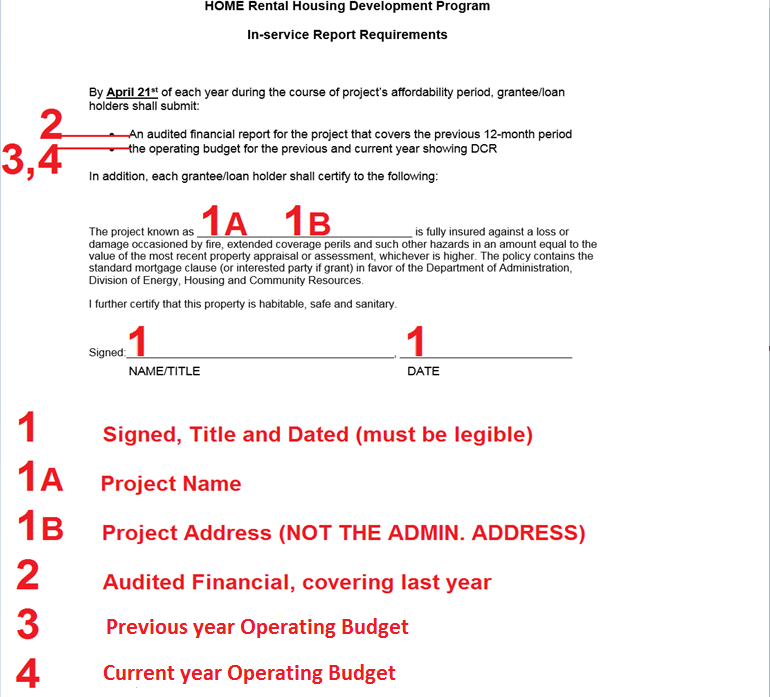 HOME Rental Housing Development Program
In-service Report Requirements
By April 21st of each year during the course of project's affordability period, grantee/loan
holders shall submit:
2
An audited financial report for the project that covers the previous 12-month period
3,4
the operating budget for the previous and current year showing DCR
In addition, each grantee/loan holder shall certify to the following:
1A 1B
The project known as ____________________ is fully insured against a loss or
damage occasioned by fire, extended coverage perils and such other hazards in an amount equal to the
value of the most recent property appraisal or assessment, whichever is higher. The policy contains the
standard mortgage clause (or interested party if grant) in favor of the Department of Administration,
Division of Energy, Housing and Community Resources.
I further certify that this property is habitable, safe and sanitary.
1 1
Signed:____________________, ____________________
NAME/TITLE DATE
1 Signed, Title and Dated (must be legible)
1A Project Name
1B Project Address (NOT THE ADMIN. ADDRESS)
2 Audited Financial, covering last year
3 Previous year Operating Budget
4 Current year Operating Budget